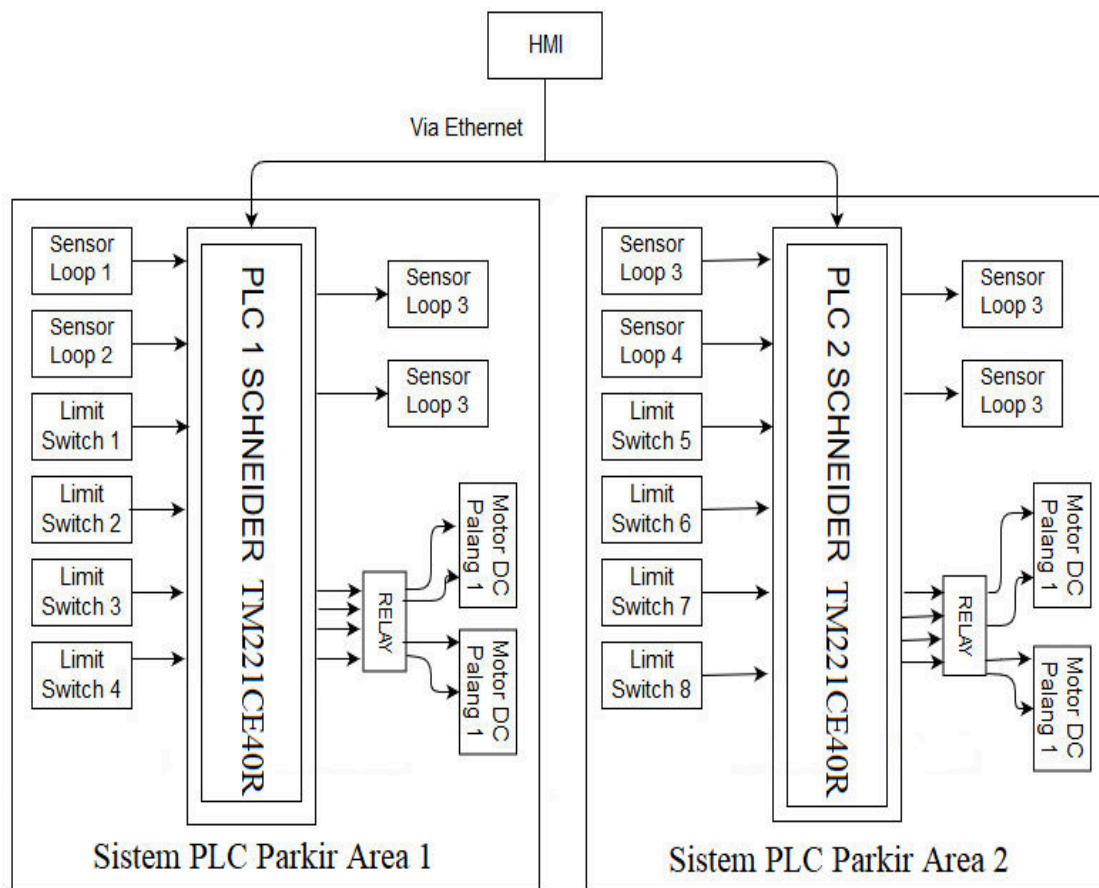 HMI
Via Ethernet
Sensor
Loop 1
Sensor
Loop 2
Limit
Switch 1
Limit
Switch 2
Limit
Switch 3
Limit
Switch 4
PLC 1 SCHNEIDER TM221CE40R
Sensor
Loop 3
Sensor
Loop 3
RELAY
Motor DC
Palang 1
Motor DC
Palang 1
Sistem PLC Parkir Area 1
Sensor
Loop 3
Sensor
Loop 4
Limit
Switch 5
Limit
Switch 6
Limit
Switch 7
Limit
Switch 8
PLC 2 SCHNEIDER TM221CE40R
Sensor
Loop 3
Sensor
Loop 3
RELAY
Motor DC
Palang 1
Motor DC
Palang 1
Sistem PLC Parkir Area 2